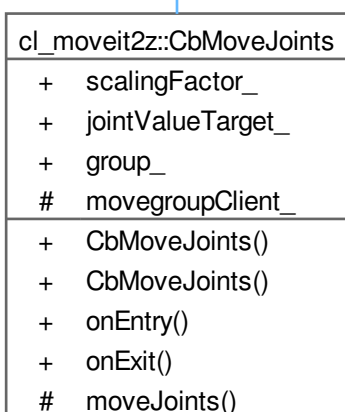 cl_moveit2z::CbMoveJoints
+ scalingFactor_
+ jointValueTarget_
+ group_
# movegroupClient_
+ CbMoveJoints()
+ CbMoveJoints()
+ onEntry()
+ onExit()
# moveJoints()